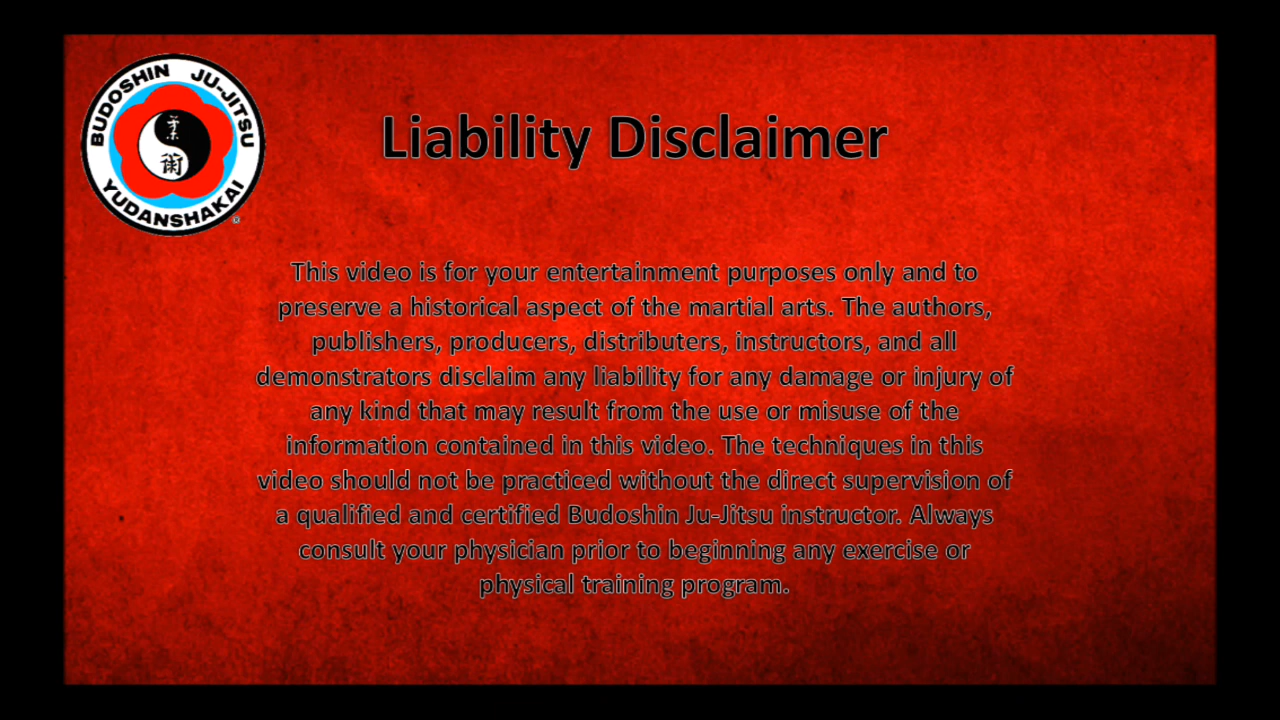 BUDOSHIN JU-JITSU
柔
術
YUDANSHAKAI
®
Liability Disclaimer
This video is for your entertainment purposes only and to
preserve a historical aspect of the martial arts. The authors,
publishers, producers, distributers, instructors, and all
demonstrators disclaim any liability for any damage or injury of
any kind that may result from the use or misuse of the
information contained in this video. The techniques in this
video should not be practiced without the direct supervision of
a qualified and certified Budoshin Ju-Jitsu instructor. Always
consult your physician prior to beginning any exercise or
physical training program.